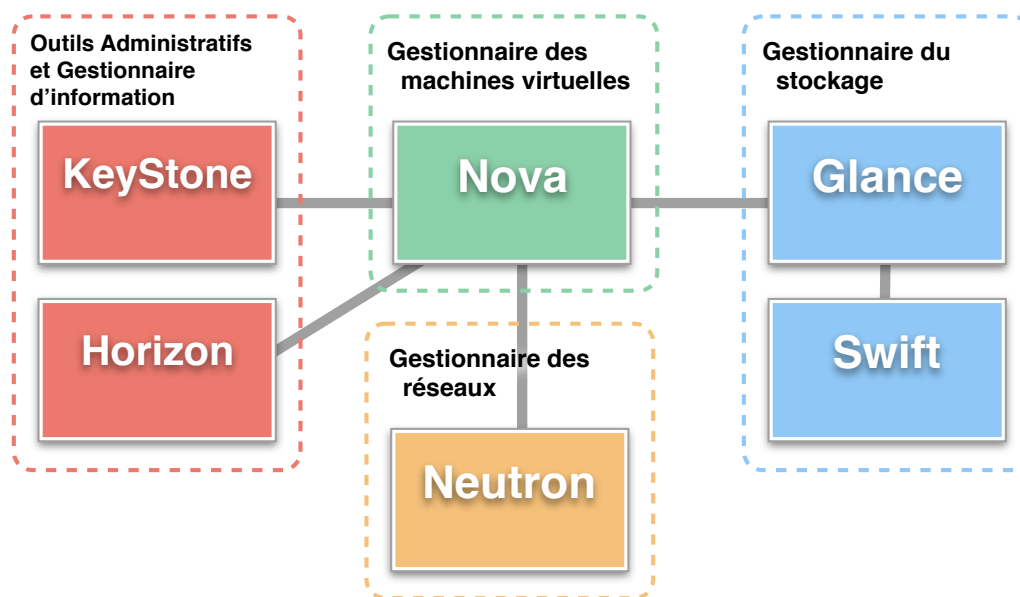 Outils Administratifs
et Gestionnaire
d’information
KeyStone
Horizon
Gestionnaire des
machines virtuelles
Nova
Gestionnaire des
réseaux
Neutron
Gestionnaire du
stockage
Glance
Swift